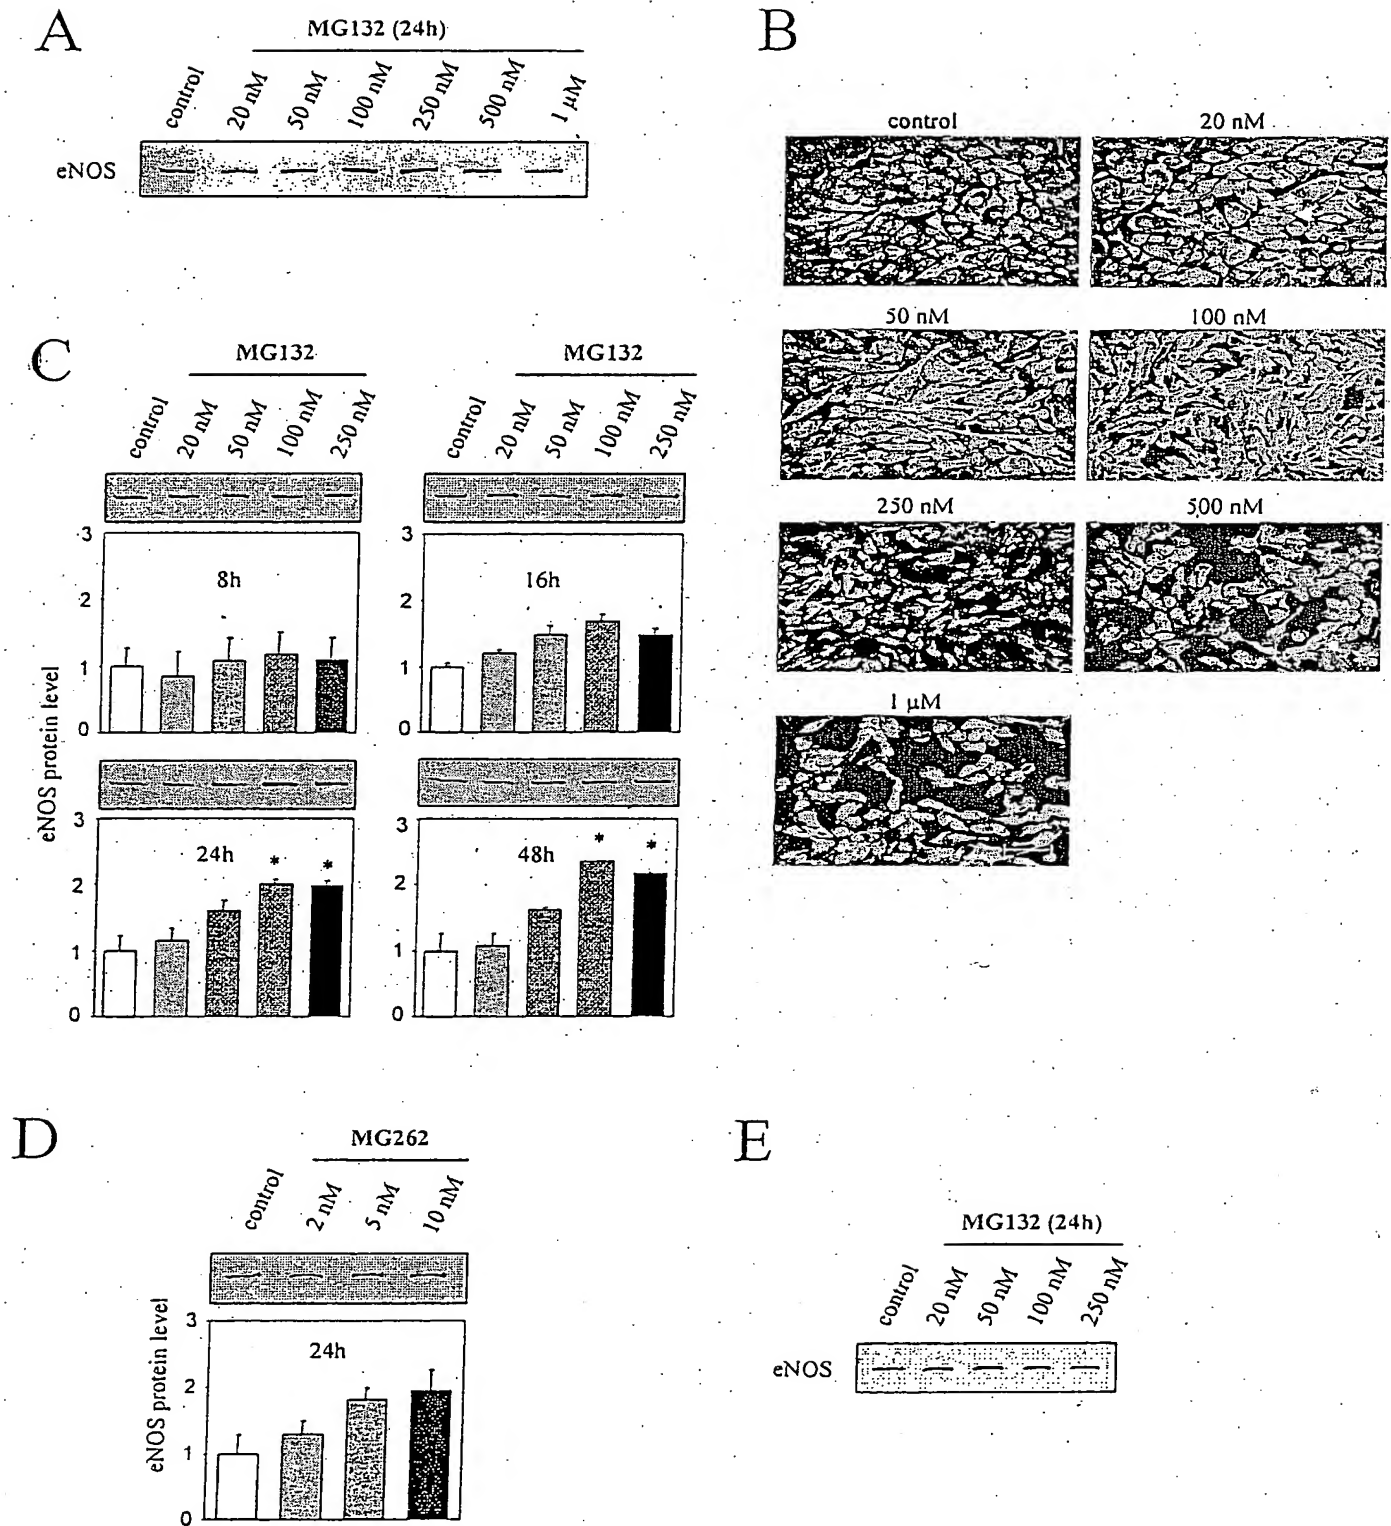 A
MG132 (24h)
control 20 nM 50 nM 100 nM 250 nM 500 nM 1 µM
eNOS
B
control 20 nM
50 nM 100 nM
250 nM 500 nM
1 µM
C
MG132 MG132
control 20 nM 50 nM 100 nM 250 nM control 20 nM 50 nM 100 nM 250 nM
3 3
8h 16h
2 2
1 1
0 0
eNOS protein level
3 3
24h * * 48h * *
2 2
1 1
0 0
D
MG262
control 2 nM 5 nM 10 nM
eNOS protein level
3
24h
2
1
0
E
MG132 (24h)
control 20 nM 50 nM 100 nM 250 nM
eNOS